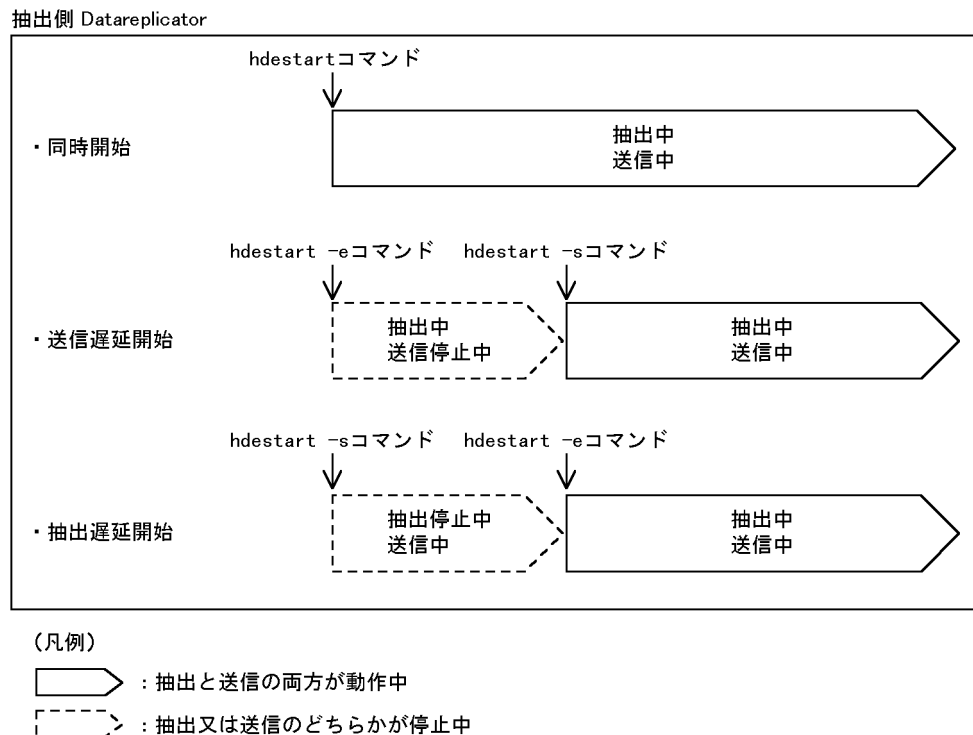 抽出側 Datareplicator
hdestartコマンド
・同時開始
抽出中
送信中
hdestart -eコマンド hdestart -sコマンド
・送信遅延開始
抽出中
送信停止中
抽出中
送信中
hdestart -sコマンド hdestart -eコマンド
・抽出遅延開始
抽出停止中
送信中
抽出中
送信中
(凡例)
：抽出と送信の両方が動作中
：抽出又は送信のどちらかが停止中